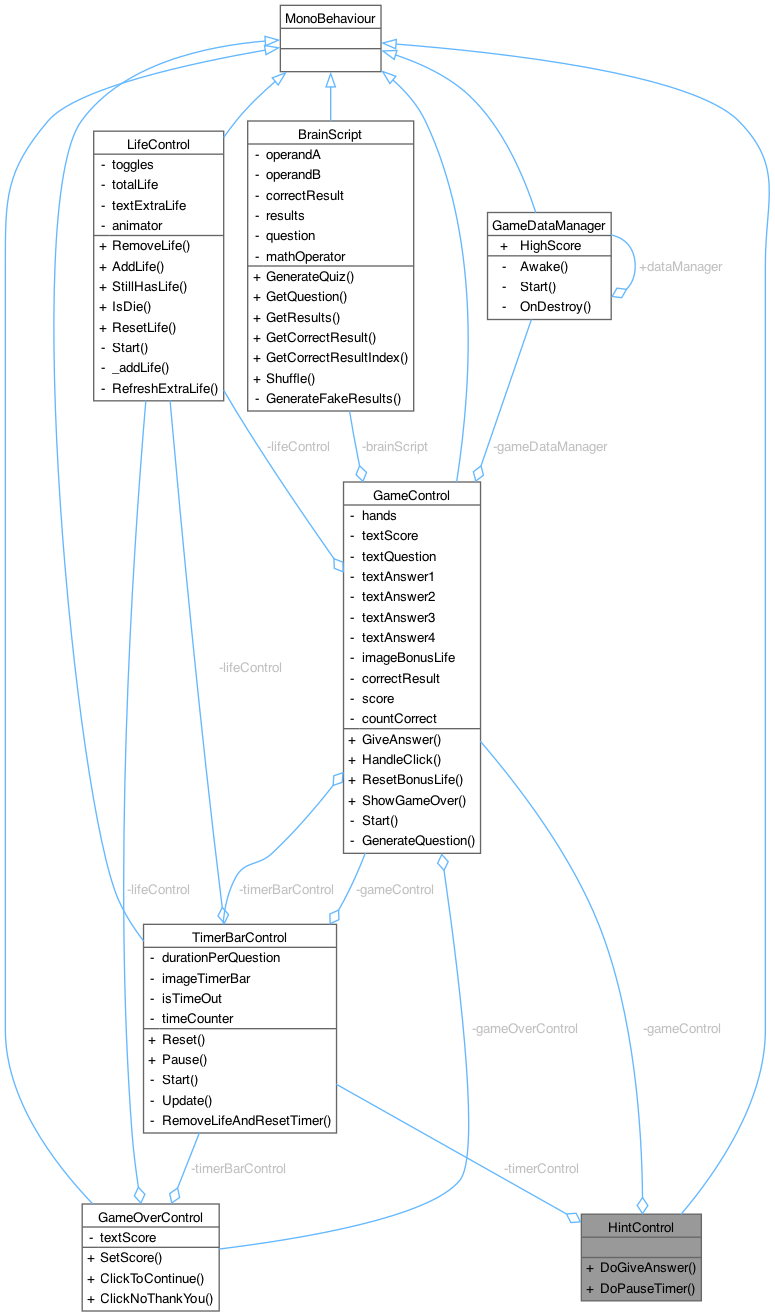 MonoBehaviour
LifeControl
- toggles
- totalLife
- textExtraLife
- animator
+ RemoveLife()
+ AddLife()
+ StillHasLife()
+ IsDie()
+ ResetLife()
- Start()
- _addLife()
- RefreshExtraLife()
BrainScript
- operandA
- operandB
- correctResult
- results
- question
- mathOperator
+ GenerateQuiz()
+ GetQuestion()
+ GetResults()
+ GetCorrectResult()
+ GetCorrectResultIndex()
+ Shuffle()
- GenerateFakeResults()
GameDataManager
+ HighScore
- Awake()
- Start()
- OnDestroy()
+dataManager
-lifeControl
-brainScript
-gameDataManager
GameControl
- hands
- textScore
- textQuestion
- textAnswer1
- textAnswer2
- textAnswer3
- textAnswer4
- imageBonusLife
- correctResult
- score
- countCorrect
+ GiveAnswer()
+ HandleClick()
+ ResetBonusLife()
+ ShowGameOver()
- Start()
- GenerateQuestion()
-lifeControl
-lifeControl
-timerBarControl
-gameControl
TimerBarControl
- durationPerQuestion
- imageTimerBar
- isTimeOut
- timeCounter
+ Reset()
+ Pause()
- Start()
- Update()
- RemoveLifeAndResetTimer()
-gameOverControl
-gameControl
-timerBarControl
-timerControl
GameOverControl
- textScore
+ SetScore()
+ ClickToContinue()
+ ClickNoThankYou()
HintControl
+ DoGiveAnswer()
+ DoPauseTimer()